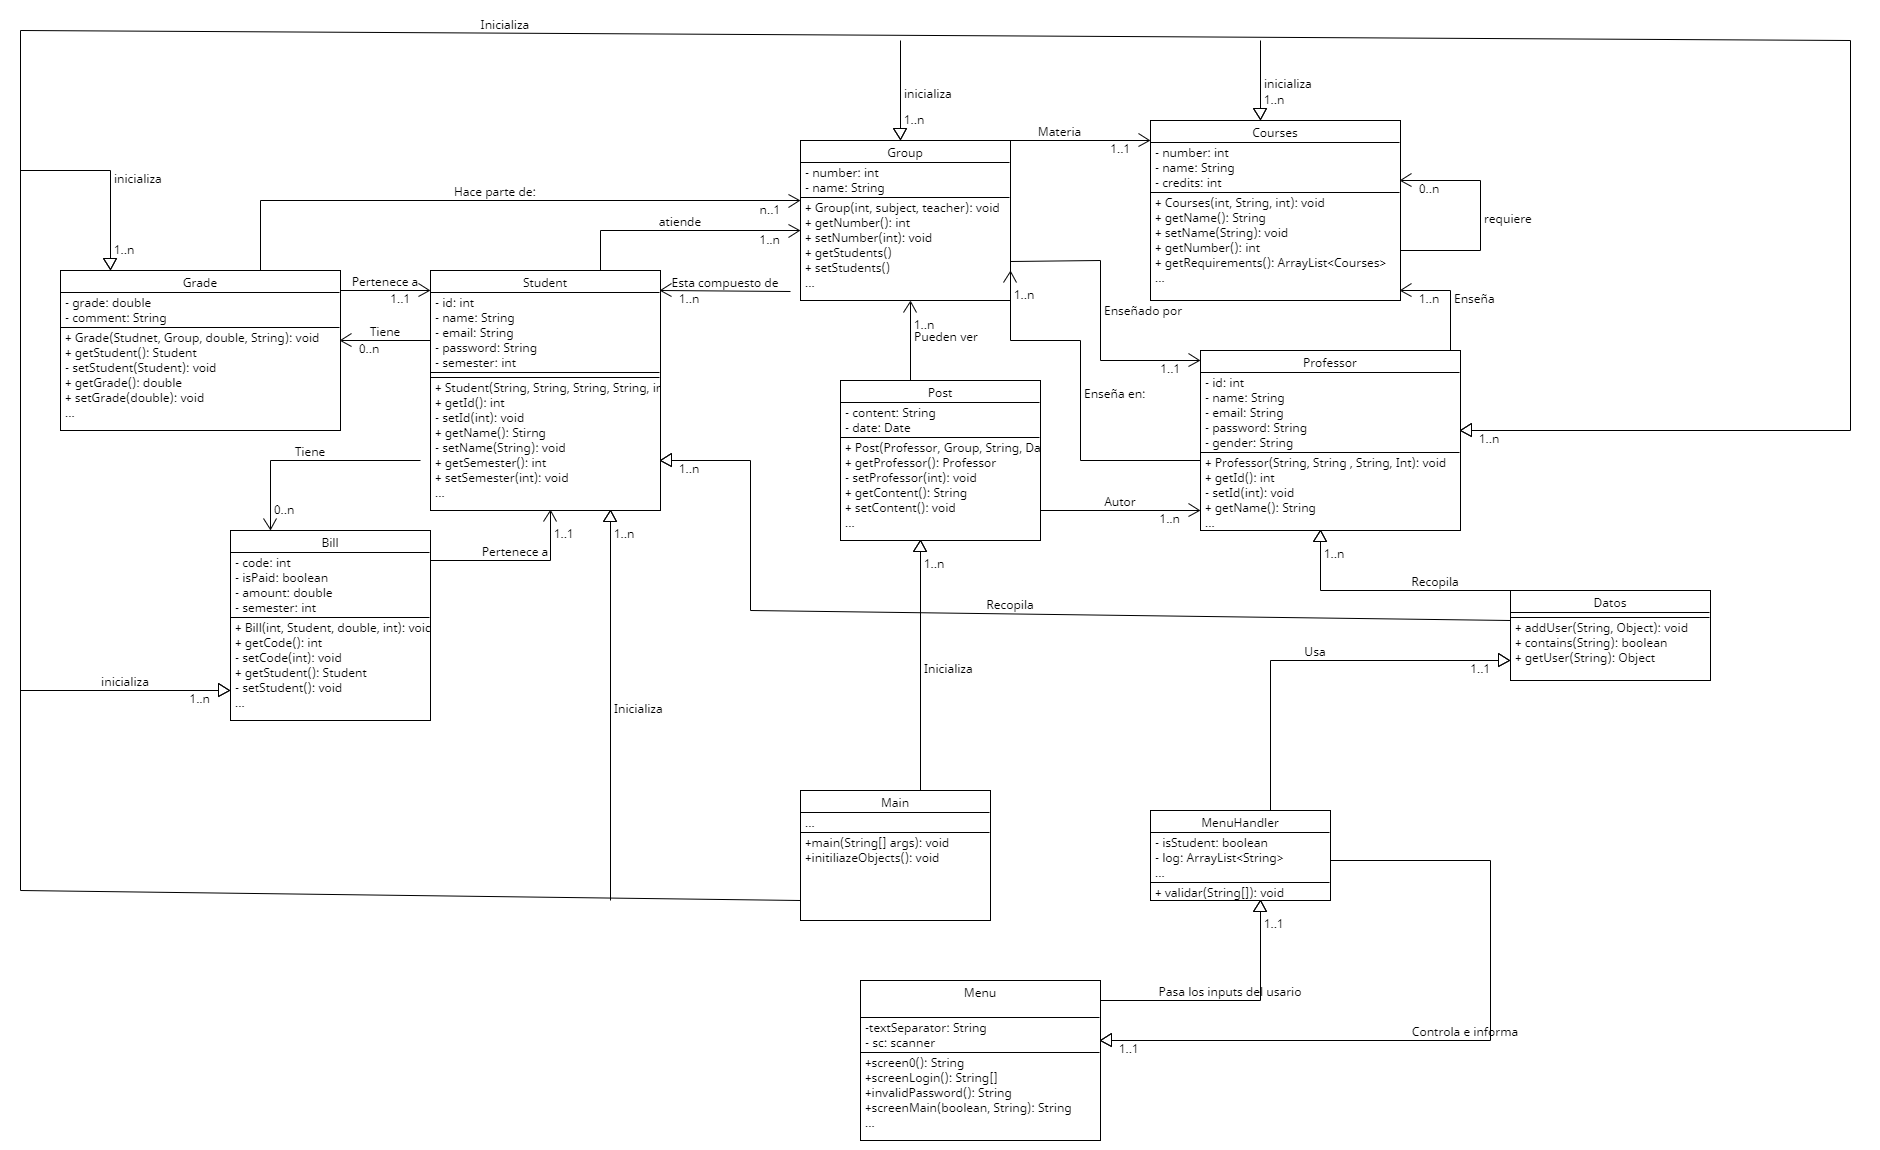 Inicializa
inicializa
1..n
inicializa
1..n
inicializa
1..n
Hace parte de:
n..1
atiende
1..n
Materia
1..1
Group
- number: int
- name: String
+ Group(int, subject, teacher): void
+ getNumber(): int
+ setNumber(int): void
+ getStudents()
+ setStudents()
...
Courses
- number: int
- name: String
- credits: int
+ Courses(int, String, int): void
+ getName(): String
+ setName(String): void
+ getNumber(): int
+ getRequirements(): ArrayList<Courses>
...
0..n
requiere
1..n
Enseña
Grade
- grade: double
- comment: String
+ Grade(Studnet, Group, double, String): void
+ getStudent(): Student
- setStudent(Student): void
+ getGrade(): double
+ setGrade(double): void
...
Pertenece a
1..1
Tiene
0..n
Student
- id: int
- name: String
- email: String
- password: String
- semester: int
+ Student(String, String, String, String, in
+ getId(): int
- setId(int): void
+ getName(): Stirng
- setName(String): void
+ getSemester(): int
+ setSemester(int): void
...
Esta compuesto de
1..n
1..n
Pueden ver
1..n
Enseñado por
1..1
Enseña en:
Post
- content: String
- date: Date
+ Post(Professor, Group, String, Da
+ getProfessor(): Professor
- setProfessor(int): void
+ getContent(): String
+ setContent(): void
...
Autor
1..n
Professor
- id: int
- name: String
- email: String
- password: String
- gender: String
+ Professor(String, String , String, Int): void
+ getId(): int
- setId(int): void
+ getName(): String
...
1..n
1..n
Recopila
Tiene
0..n
1..n
Bill
- code: int
- isPaid: boolean
- amount: double
- semester: int
+ Bill(int, Student, double, int): void
+ getCode(): int
- setCode(int): void
+ getStudent(): Student
- setStudent(): void
...
Pertenece a
1..1
1..n
Inicializa
inicializa
1..n
1..n
Inicializa
Recopila
Datos
+ addUser(String, Object): void
+ contains(String): boolean
+ getUser(String): Object
Usa
1..1
Main
...
+main(String[] args): void
+initiliazeObjects(): void
MenuHandler
- isStudent: boolean
- log: ArrayList<String>
...
+ validar(String[]): void
1..1
Pasa los inputs del usario
Controla e informa
1..1
Menu
-textSeparator: String
- sc: scanner
+screen0(): String
+screenLogin(): String[]
+invalidPassword(): String
+screenMain(boolean, String): String
...